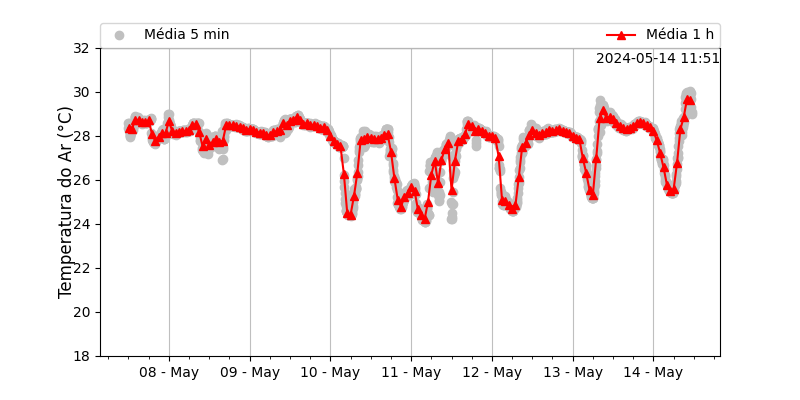 Média 5 min
Média 1 h
2024-05-14 11:51
Temperatura do Ar (°C)
32
30
28
26
24
22
20
18
08 - May
09 - May
10 - May
11 - May
12 - May
13 - May
14 - May